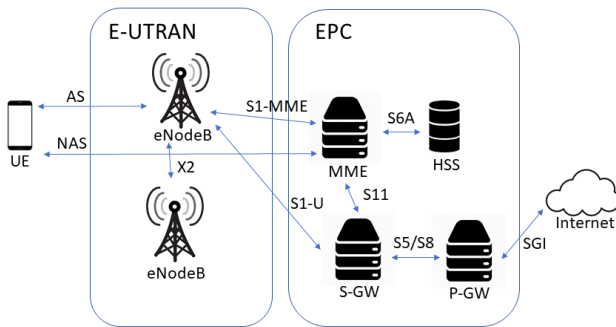 E-UTRAN
EPC
AS
S1-MME
S6A
eNodeB
UE
NAS
MME
HSS
X2
S11
S1-U
Internet
S5/S8
SGI
eNodeB
S-GW
P-GW